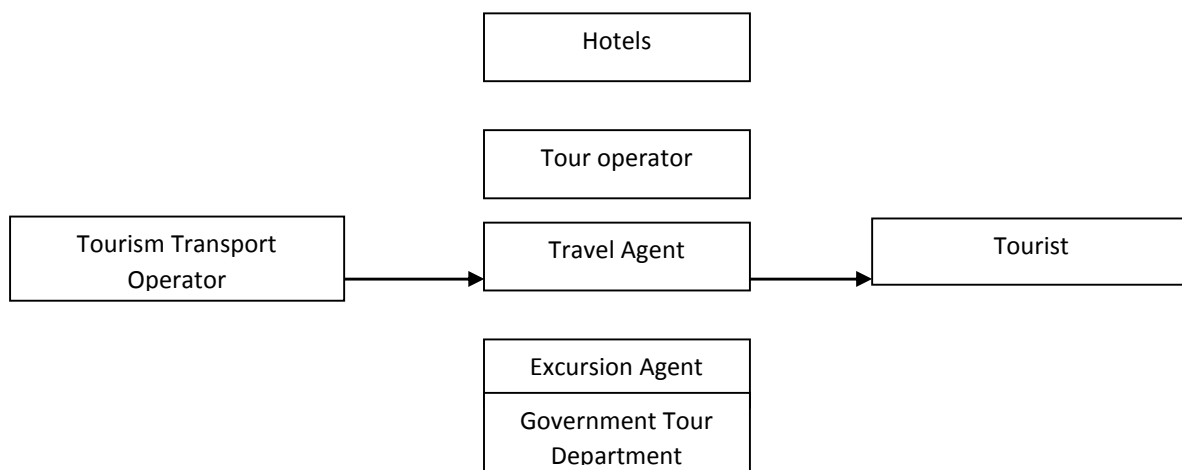 Hotels
Tour operator
Tourism Transport
Operator
Travel Agent
Tourist
Excursion Agent
Government Tour
Department